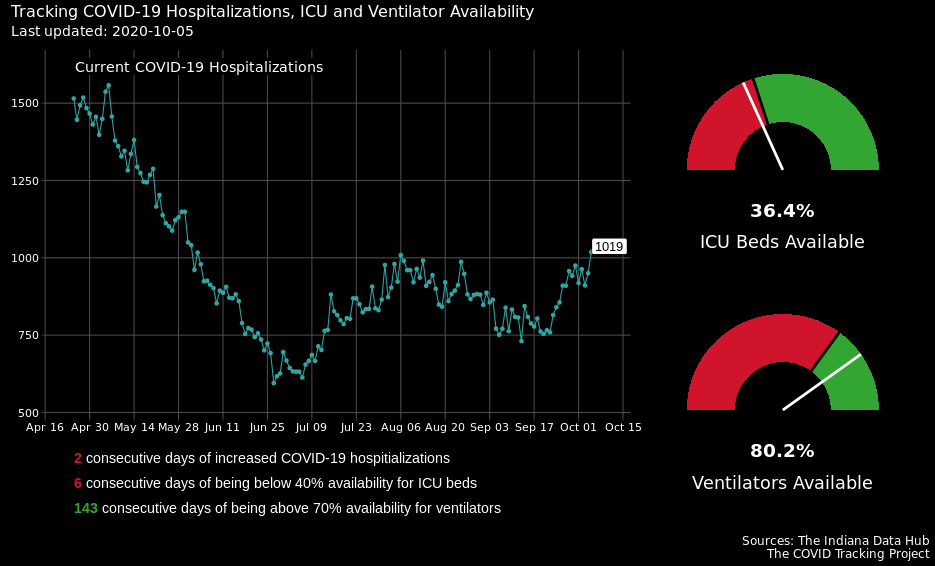 Tracking COVID-19 Hospitalizations, ICU and Ventilator Availability
Last updated: 2020-10-05
Current COVID-19 Hospitalizations
1500
1250
1000
750
500
1019
Apr 16 Apr 30 May 14 May 28 Jun 11 Jun 25 Jul 09 Jul 23 Aug 06 Aug 20 Sep 03 Sep 17 Oct 01 Oct 15
2 consecutive days of increased COVID-19 hospitializations
6 consecutive days of being below 40% availability for ICU beds
143 consecutive days of being above 70% availability for ventilators
36.4%
ICU Beds Available
80.2%
Ventilators Available
Sources: The Indiana Data Hub
The COVID Tracking Project